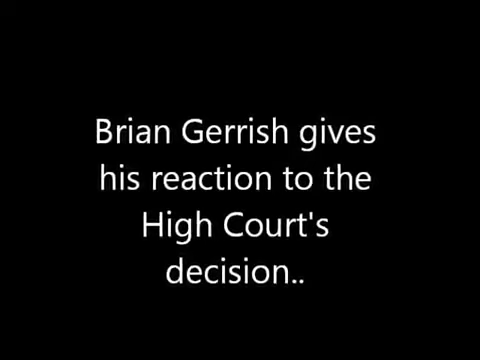 Brian Gerrish gives
his reaction to the
High Court's
decision..